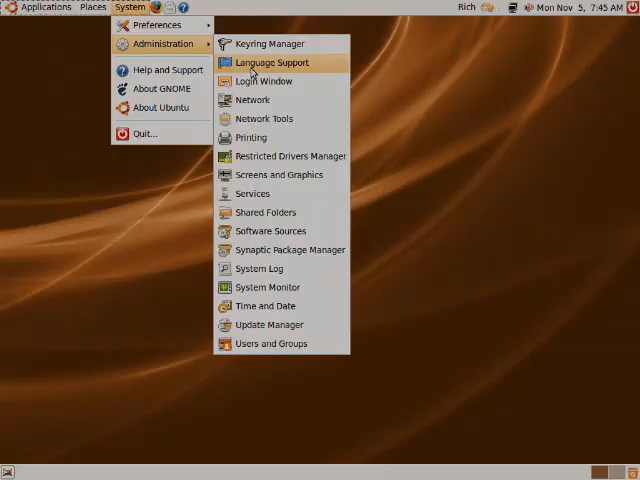 Applications Places System Rich Mon Nov 5, 7:45 AM
Preferences
Administration
Help and Support
About GNOME
About Ubuntu
Quit...
Keyring Manager
Language Support
Login Window
Network
Network Tools
Printing
Restricted Drivers Manager
Screens and Graphics
Services
Shared Folders
Software Sources
Synaptic Package Manager
System Log
System Monitor
Time and Date
Update Manager
Users and Groups